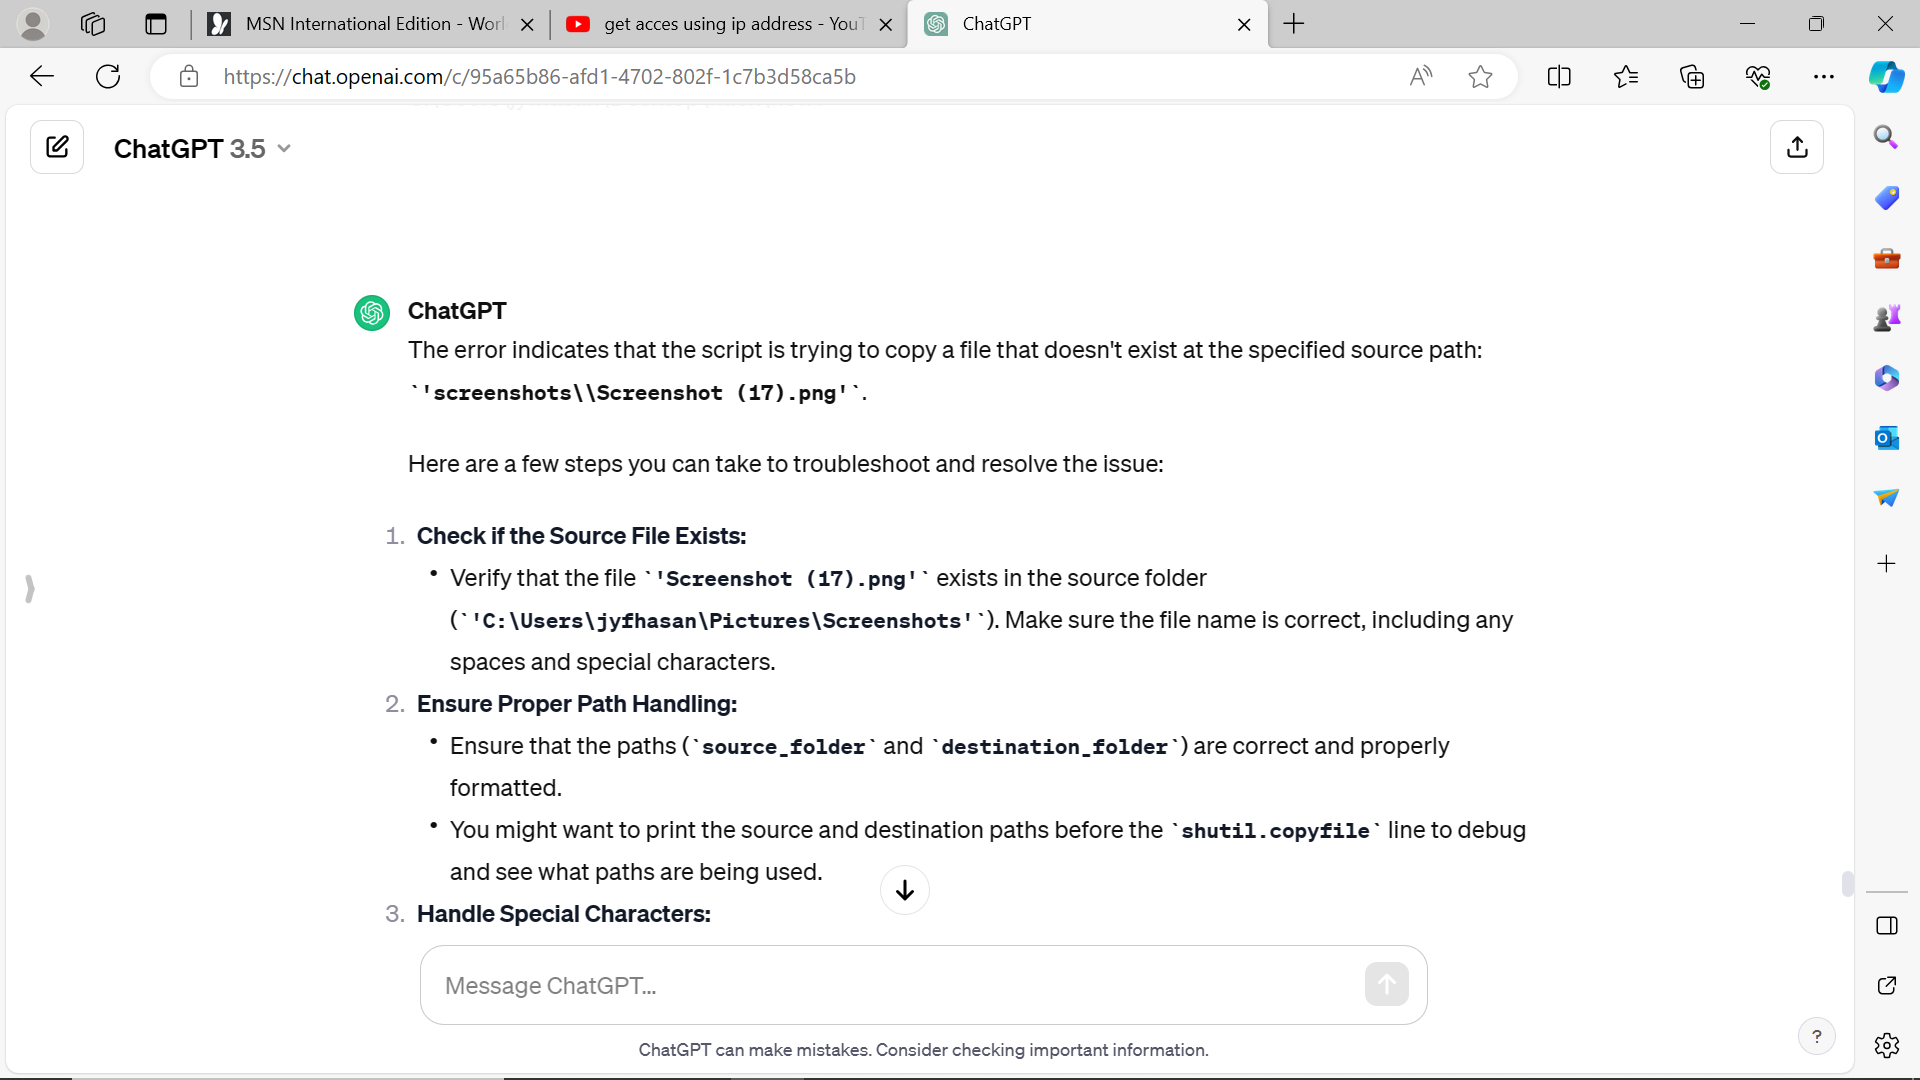 MSN International Edition - Worl
get acces using ip address - YouT
ChatGPT
https://chat.openai.com/c/95a65b86-afd1-4702-802f-1c7b3d58ca5b
ChatGPT 3.5
ChatGPT
The error indicates that the script is trying to copy a file that doesn't exist at the specified source path:
`'screenshots\\Screenshot (17).png'`.
Here are a few steps you can take to troubleshoot and resolve the issue:
1. Check if the Source File Exists:
• Verify that the file `'Screenshot (17).png'` exists in the source folder
(`'C:\Users\jyfhasan\Pictures\Screenshots'`). Make sure the file name is correct, including any
spaces and special characters.
2. Ensure Proper Path Handling:
• Ensure that the paths (`source_folder` and `destination_folder`) are correct and properly
formatted.
• You might want to print the source and destination paths before the `shutil.copyfile` line to debug
and see what paths are being used.
3. Handle Special Characters:
Message ChatGPT...
ChatGPT can make mistakes. Consider checking important information.
?